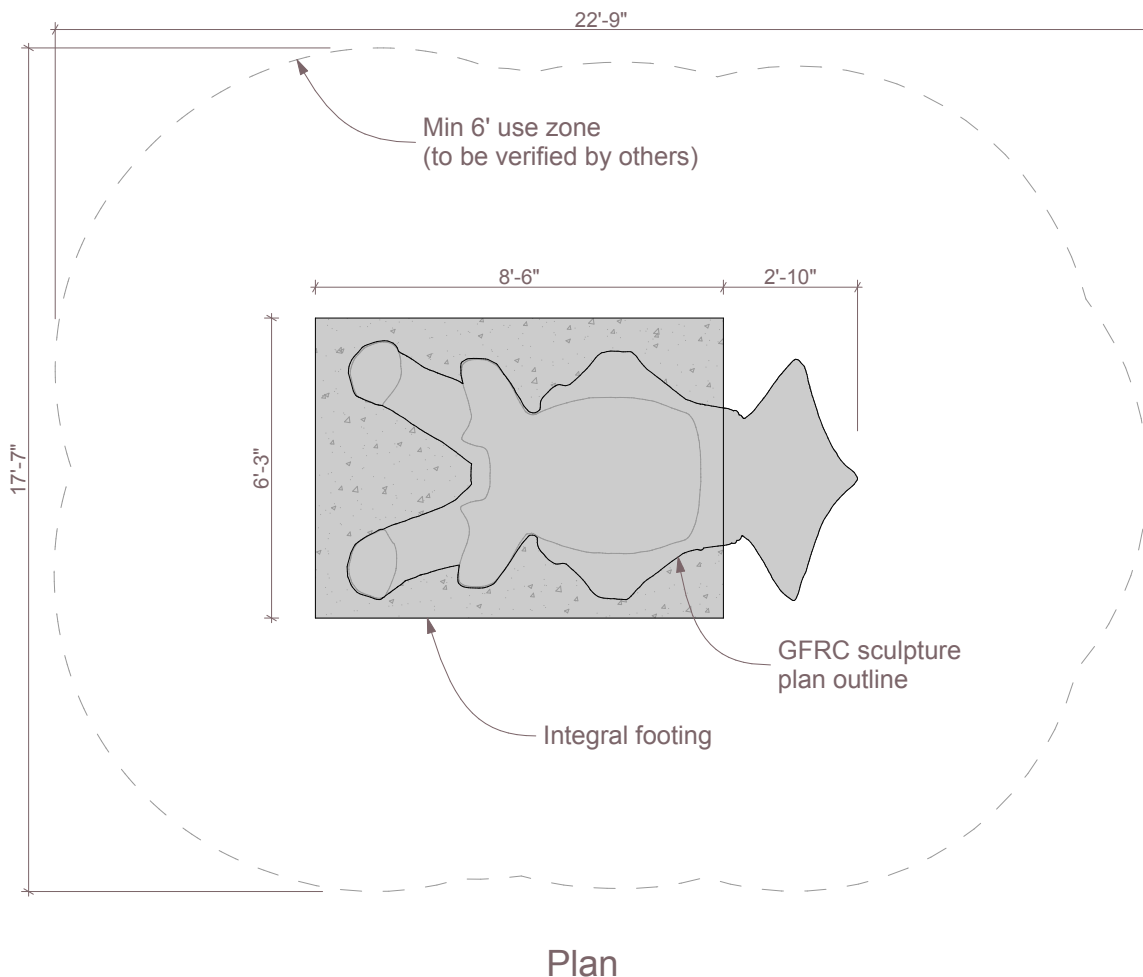 22'-9"
Min 6' use zone
(to be verified by others)
8'-6"
2'-10"
17'-7"
6'-3"
GFRC sculpture
plan outline
Integral footing
Plan